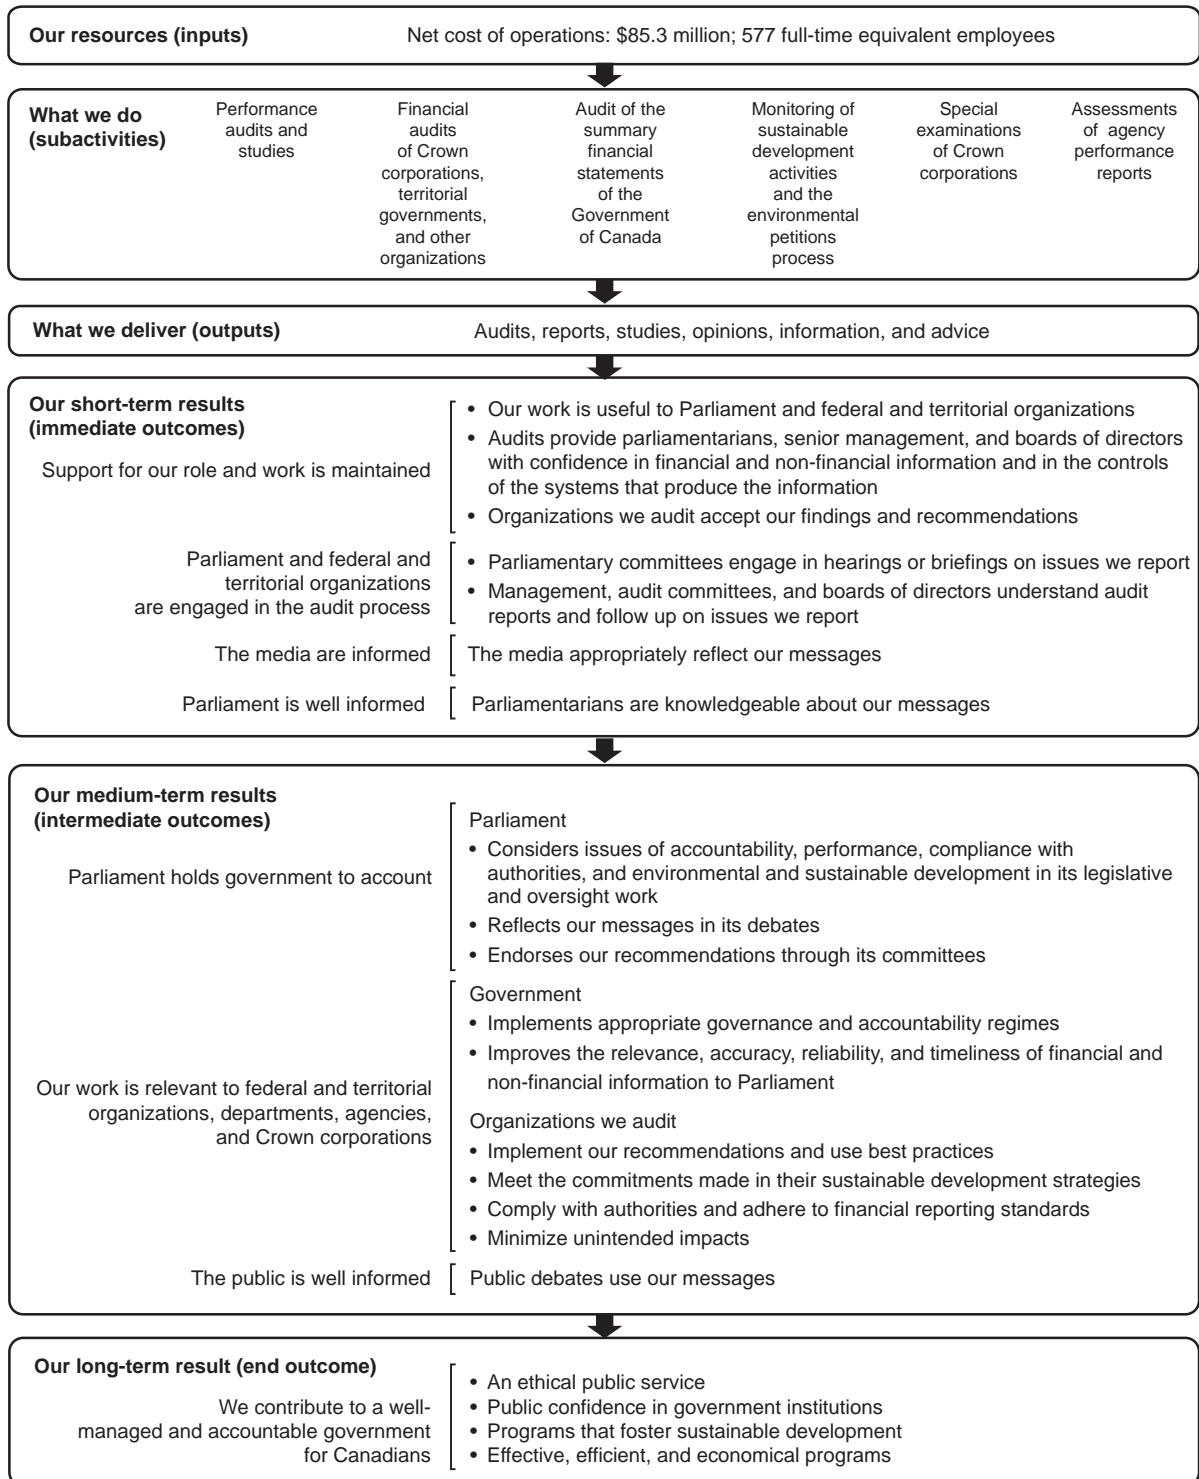 Our resources (inputs) Net cost of operations: $85.3 million; 577 full-time equivalent employees
What we do
(subactivities)
Performance
audits and
studies
Financial
audits
of Crown
corporations,
territorial
governments,
and other
organizations
Audit of the
summary
financial
statements
of the
Government
of Canada
Monitoring of
sustainable
development
activities
and the
environmental
petitions
process
Special
examinations
of Crown
corporations
Assessments
of agency
performance
reports
What we deliver (outputs) Audits, reports, studies, opinions, information, and advice
Our short-term results
(immediate outcomes)
Support for our role and work is maintained
• Our work is useful to Parliament and federal and territorial organizations
• Audits provide parliamentarians, senior management, and boards of directors
with confidence in financial and non-financial information and in the controls
of the systems that produce the information
• Organizations we audit accept our findings and recommendations
Parliament and federal and
territorial organizations
are engaged in the audit process
• Parliamentary committees engage in hearings or briefings on issues we report
• Management, audit committees, and boards of directors understand audit
reports and follow up on issues we report
The media are informed
The media appropriately reflect our messages
Parliament is well informed
Parliamentarians are knowledgeable about our messages
Our medium-term results
(intermediate outcomes)
Parliament holds government to account
Parliament
• Considers issues of accountability, performance, compliance with
authorities, and environmental and sustainable development in its legislative
and oversight work
• Reflects our messages in its debates
• Endorses our recommendations through its committees
Our work is relevant to federal and territorial
organizations, departments, agencies,
and Crown corporations
Government
• Implements appropriate governance and accountability regimes
• Improves the relevance, accuracy, reliability, and timeliness of financial and
non-financial information to Parliament
Organizations we audit
• Implement our recommendations and use best practices
• Meet the commitments made in their sustainable development strategies
• Comply with authorities and adhere to financial reporting standards
• Minimize unintended impacts
The public is well informed
Public debates use our messages
Our long-term result (end outcome)
We contribute to a well-
managed and accountable government
for Canadians
• An ethical public service
• Public confidence in government institutions
• Programs that foster sustainable development
• Effective, efficient, and economical programs